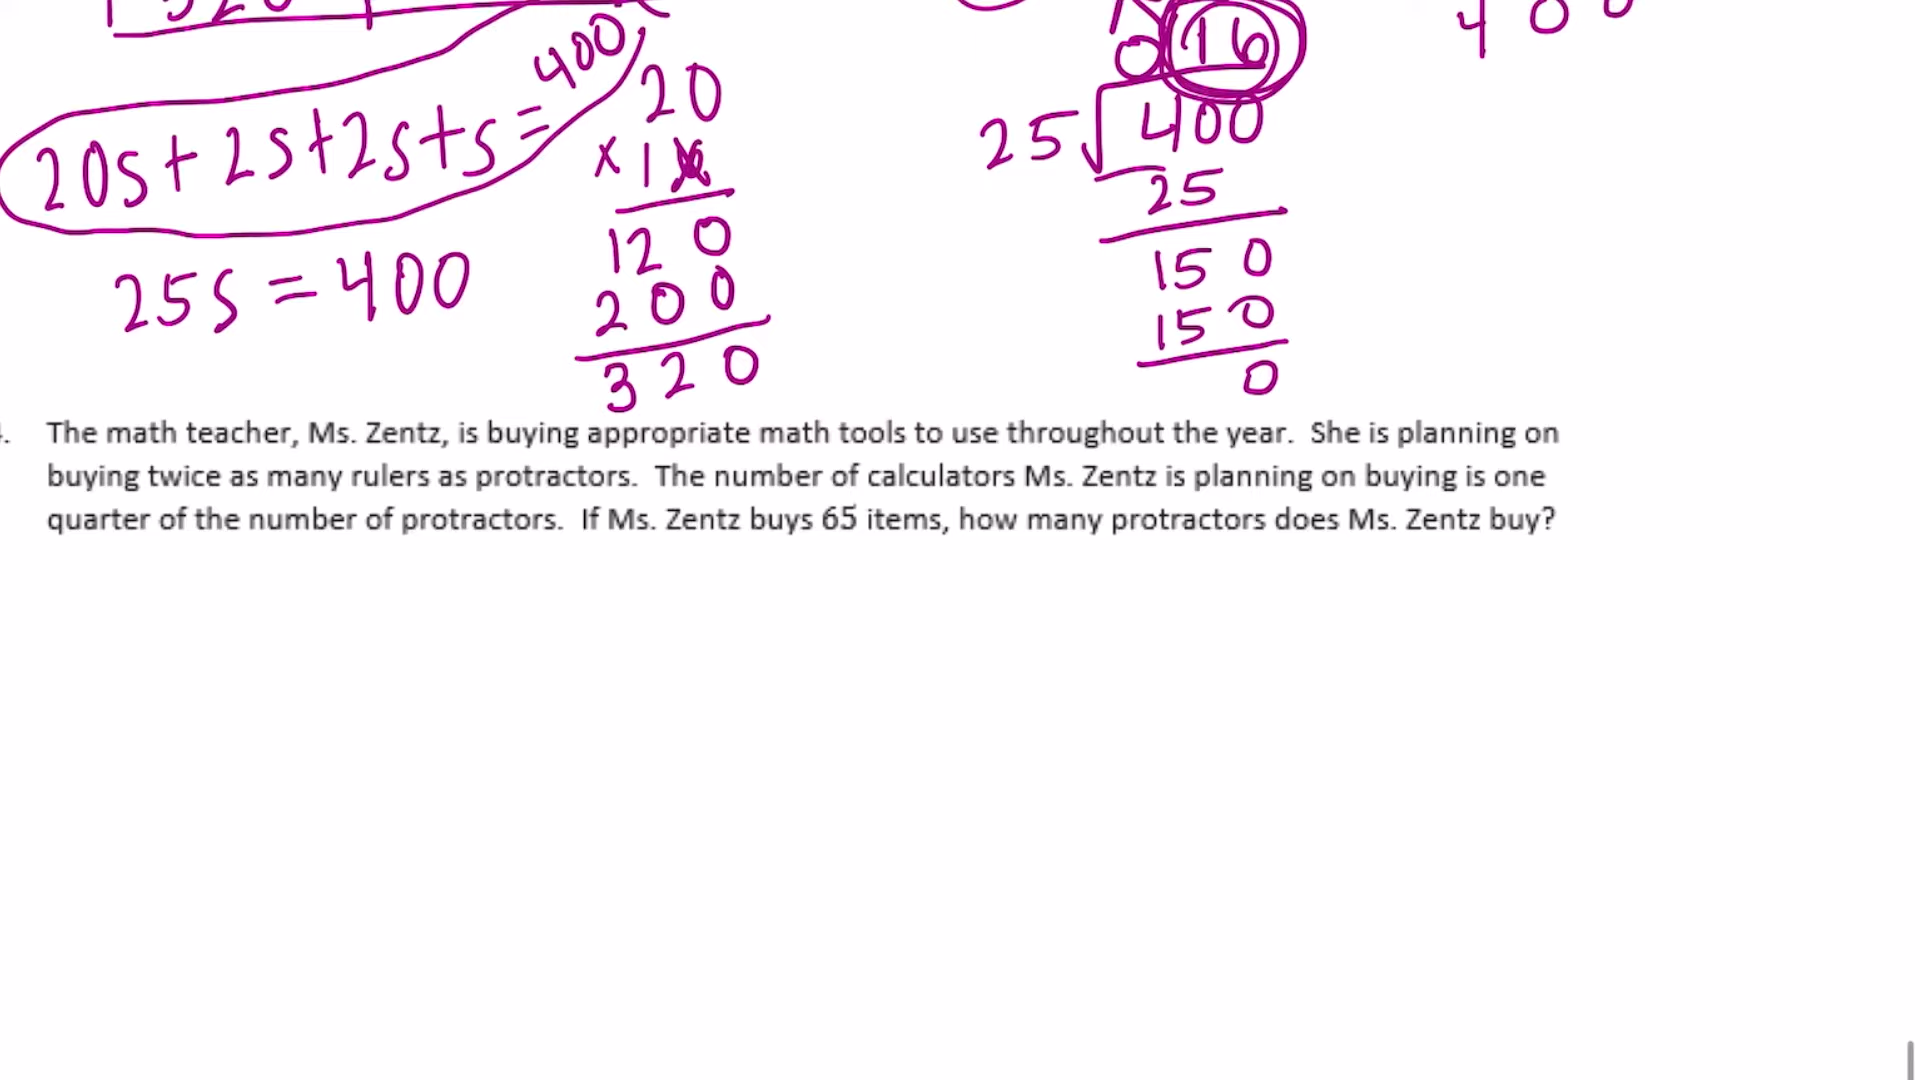 20s + 2s + 2s + s = 400
25s = 400
20
x 1
120
200
320
0 16
25 400
25
150
150
0
400
The math teacher, Ms. Zentz, is buying appropriate math tools to use throughout the year. She is planning on
buying twice as many rulers as protractors. The number of calculators Ms. Zentz is planning on buying is one
quarter of the number of protractors. If Ms. Zentz buys 65 items, how many protractors does Ms. Zentz buy?